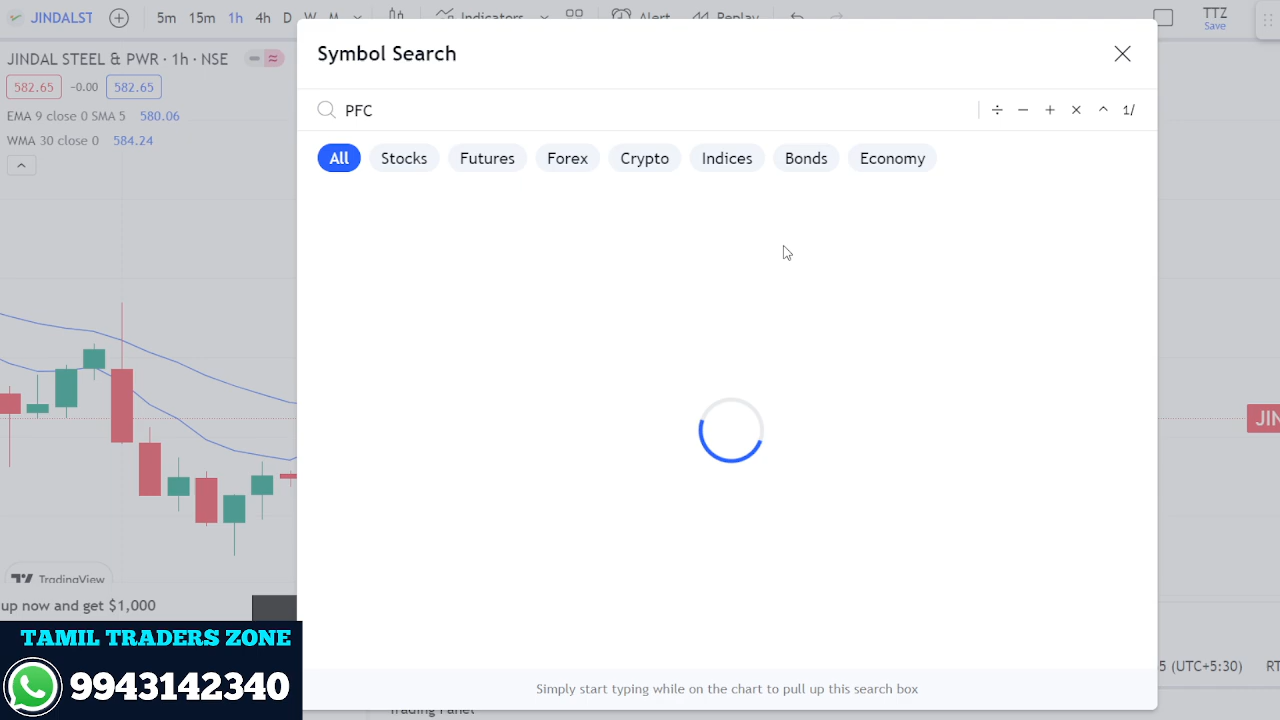 JINDALST 5m 15m 1h 4h D W M Indicators Alert Replay TTZ
Save
Symbol Search
JINDAL STEEL & PWR · 1h · NSE
582.65 -0.00 582.65
PFC 1/
EMA 9 close 0 SMA 5 580.06
WMA 30 close 0 584.24
All Stocks Futures Forex Crypto Indices Bonds Economy
JIN
TradingView
up now and get $1,000
TAMIL TRADERS ZONE
9943142340
5 (UTC+5:30) RT
Simply start typing while on the chart to pull up this search box
Trading Panel